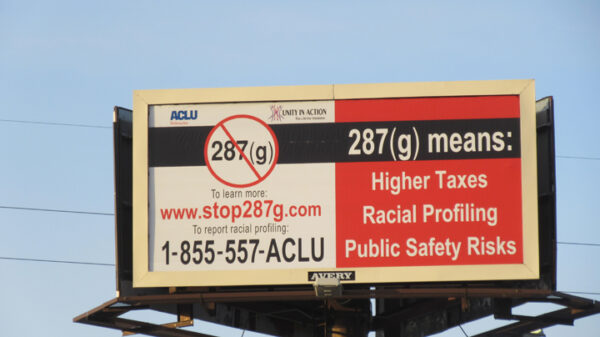 ACLU
UNITY IN ACTION
287(g)
To learn more:
www.stop287g.com
To report racial profiling:
1-855-557-ACLU
287(g) means:
Higher Taxes
Racial Profiling
Public Safety Risks
AVERY